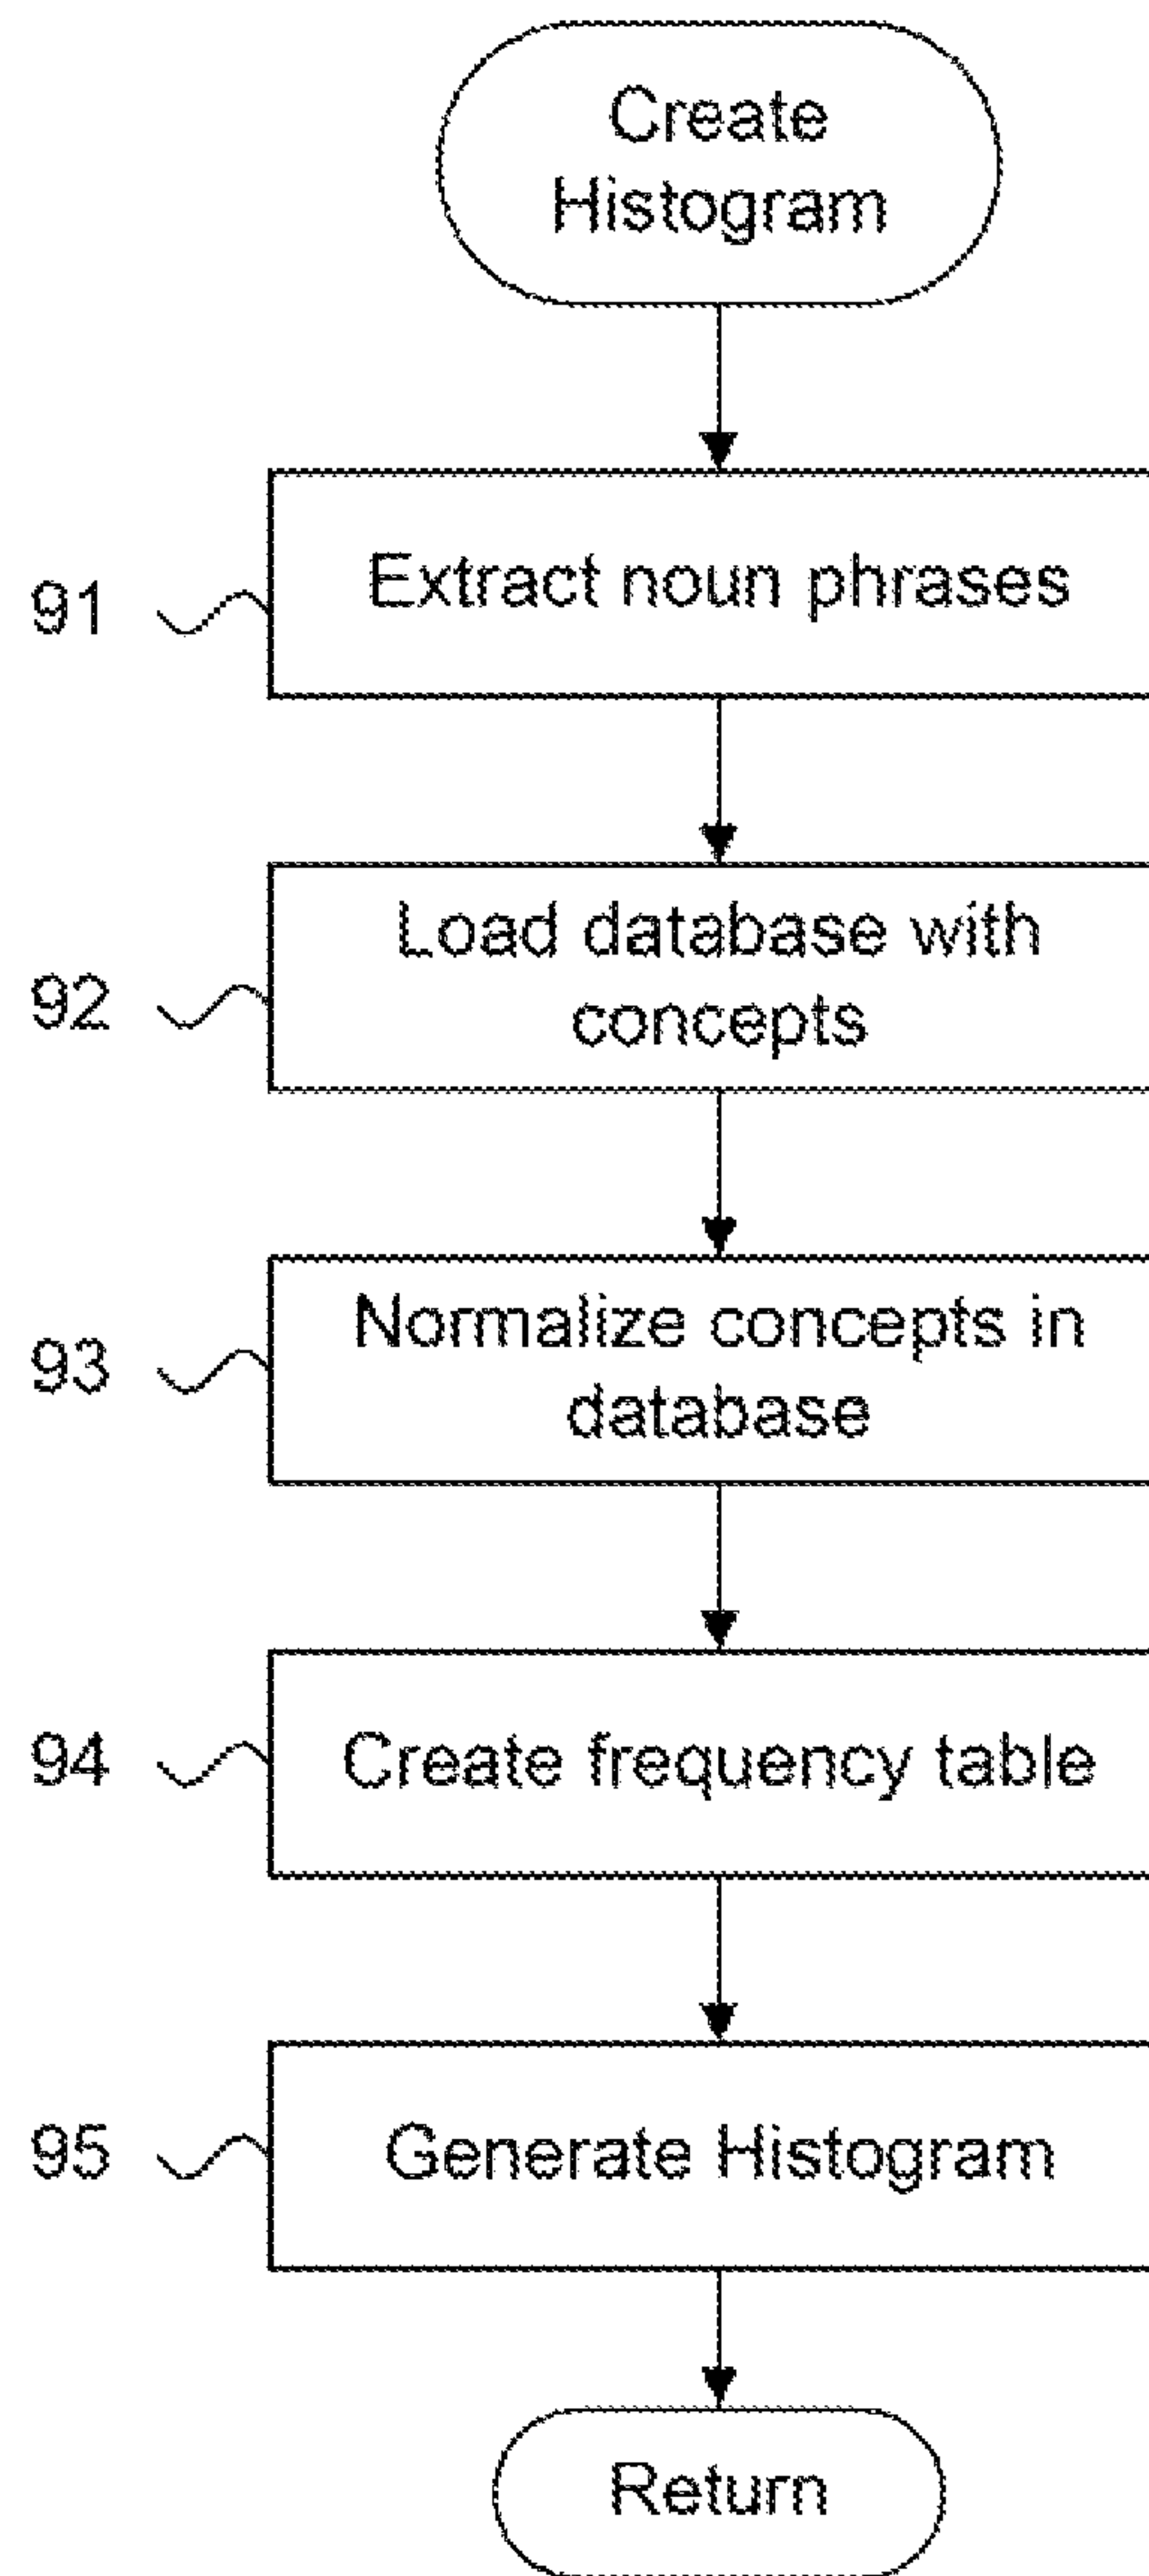 Create
Histogram
91
Extract noun phrases
92
Load database with
concepts
93
Normalize concepts in
database
94
Create frequency table
95
Generate Histogram
Return